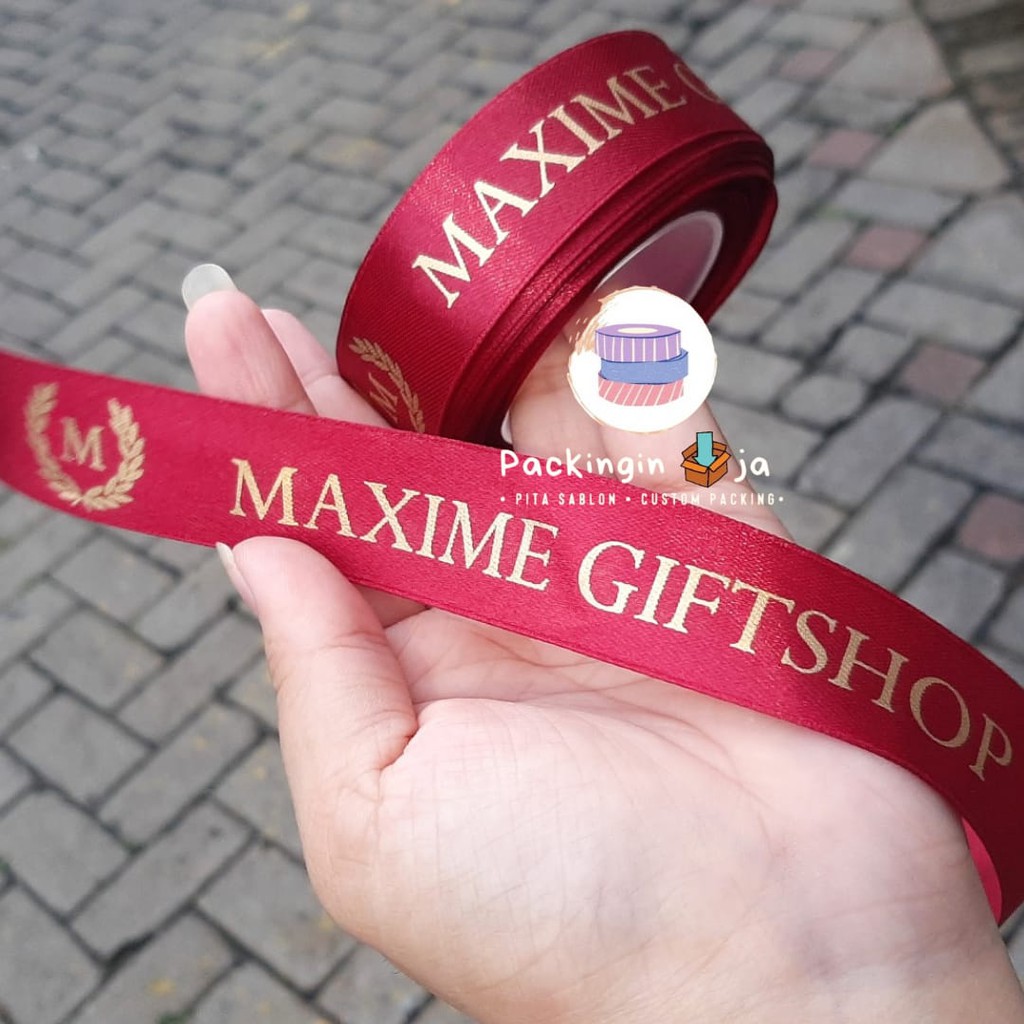 MAXIME G
M
M
MAXIME GIFTSHOP
Packingin ja
• PITA SABLON • CUSTOM PACKING•